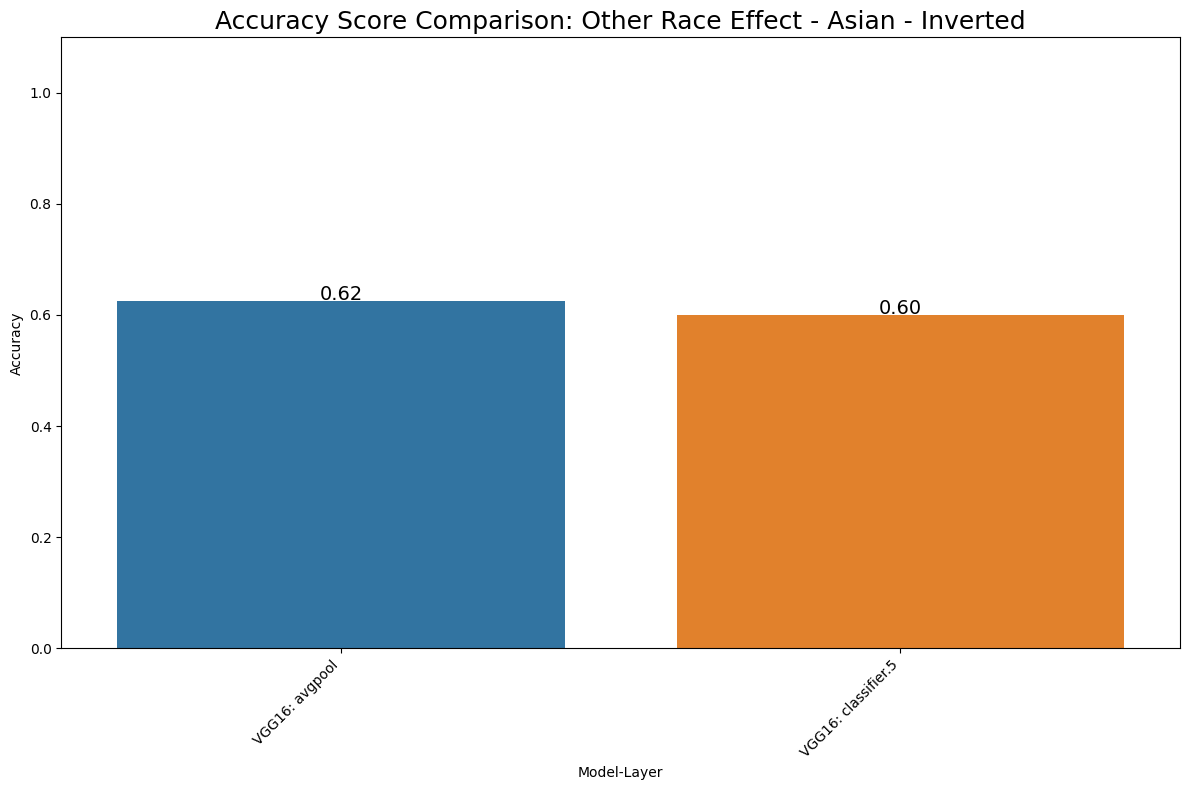 Accuracy Score Comparison: Other Race Effect - Asian - Inverted
1.0
0.8
0.6
0.4
0.2
0.0
Accuracy
0.62
0.60
VGG16: avgpool
VGG16: classifier.5
Model-Layer